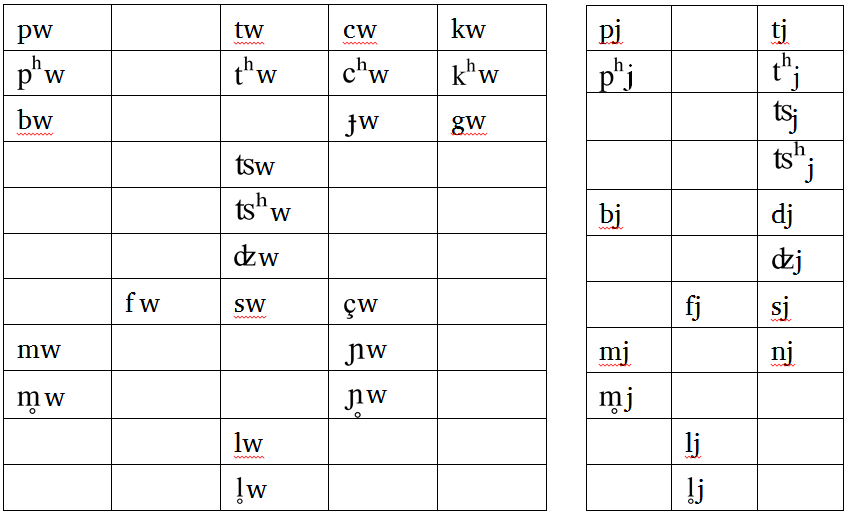 pw tw cw kw
pʰw tʰw cʰw kʰw
bw ɟw gw
ʦw
ʦʰw
ʣw
fw sw çw
mw ɲw
m̥w ɲ̥w
lw
l̥w
pj tj
pʰj tʰj
ʦj
ʦʰj
bj dj
ʣj
fj sj
mj nj
m̥j
lj
l̥j